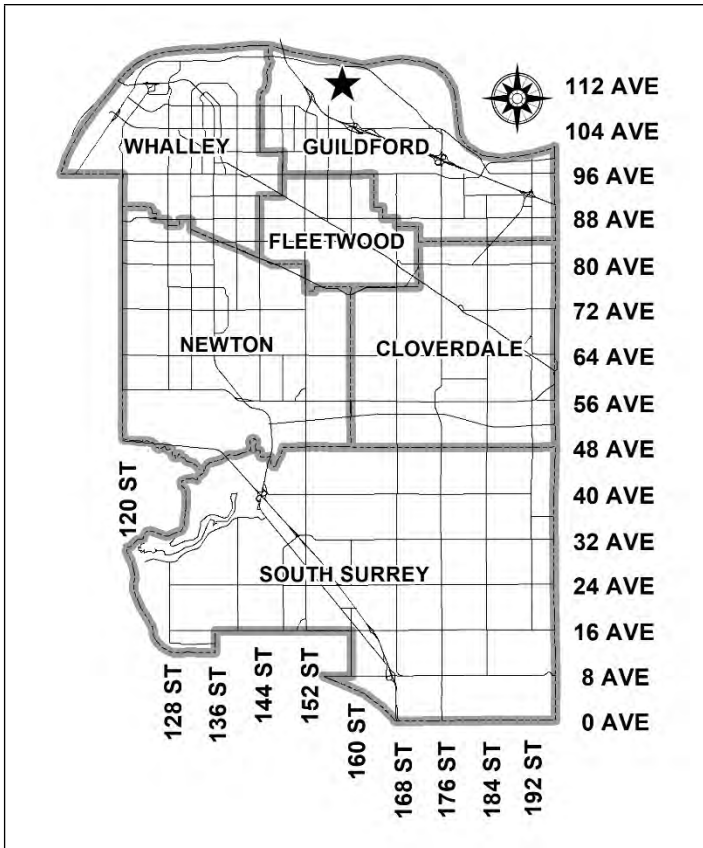 112 AVE
104 AVE
WHALLEY
GUILDFORD
96 AVE
88 AVE
FLEETWOOD
80 AVE
72 AVE
NEWTON
CLOVERDALE
64 AVE
56 AVE
48 AVE
120 ST
40 AVE
32 AVE
SOUTH SURREY
24 AVE
16 AVE
8 AVE
0 AVE
128 ST
136 ST
144 ST
152 ST
160 ST
168 ST
176 ST
184 ST
192 ST